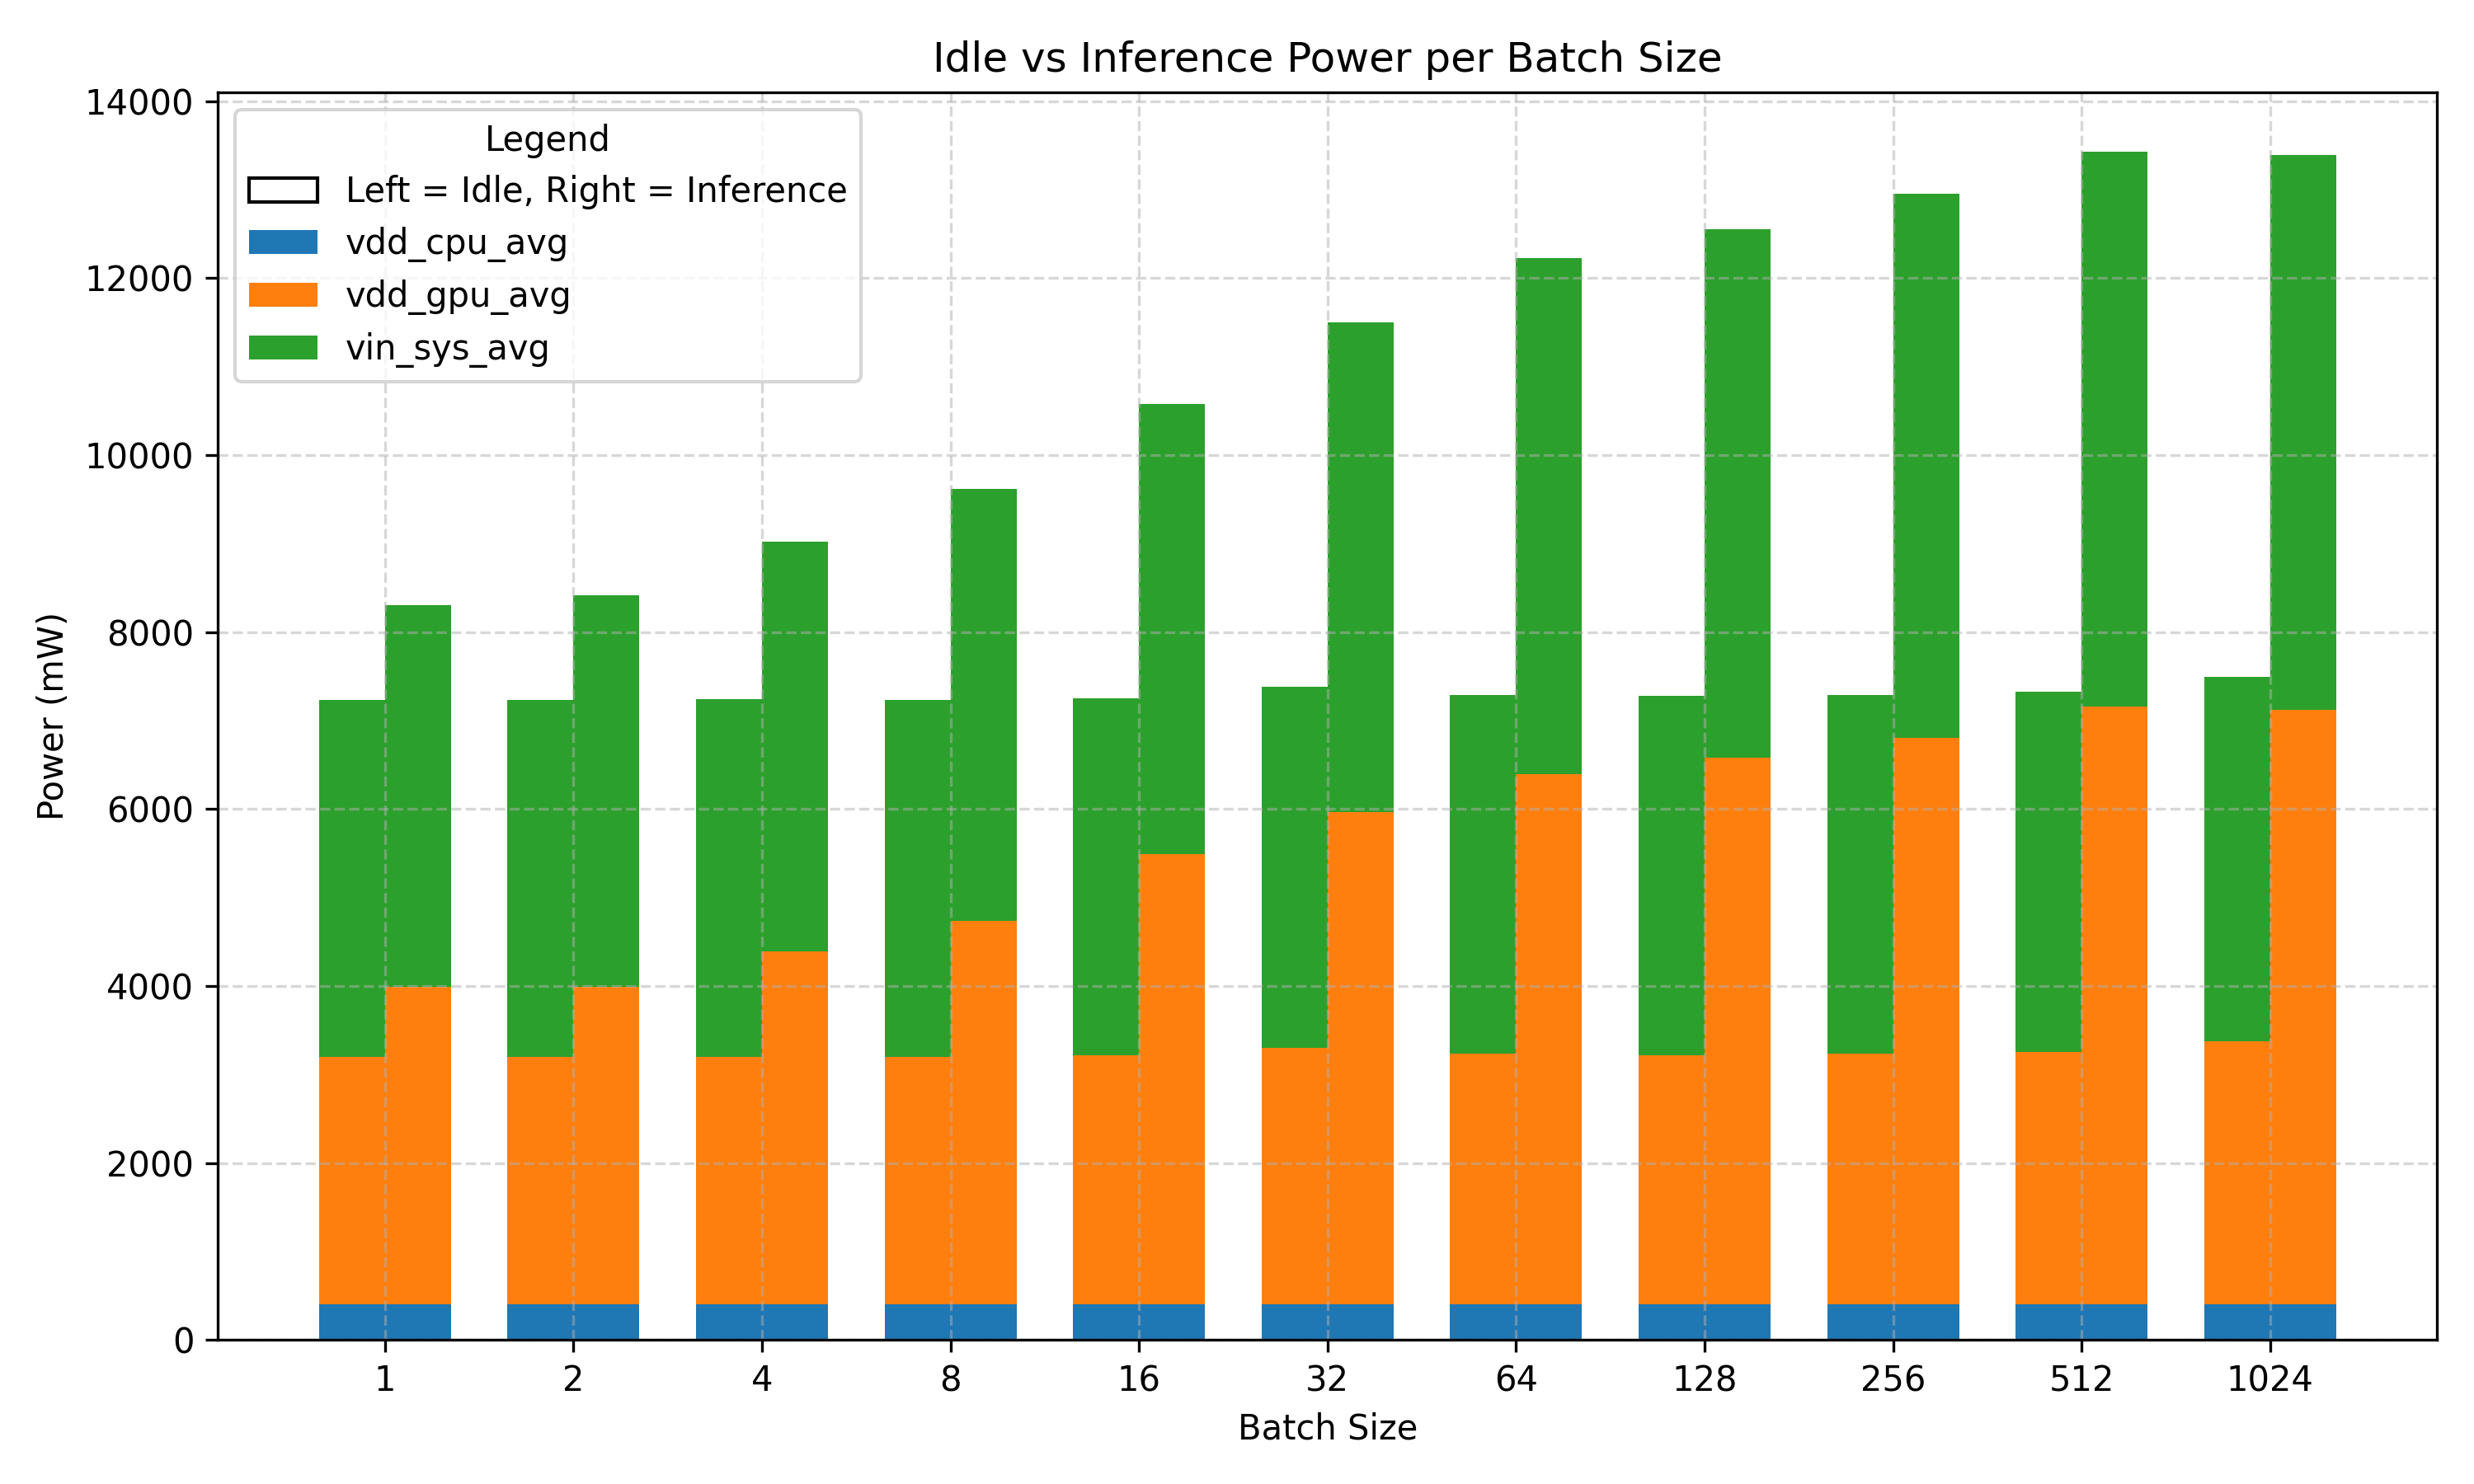 Idle vs Inference Power per Batch Size
14000
12000
10000
8000
6000
4000
2000
0
Power (mW)
Legend
Left = Idle, Right = Inference
vdd_cpu_avg
vdd_gpu_avg
vin_sys_avg
1 2 4 8 16 32 64 128 256 512 1024
Batch Size